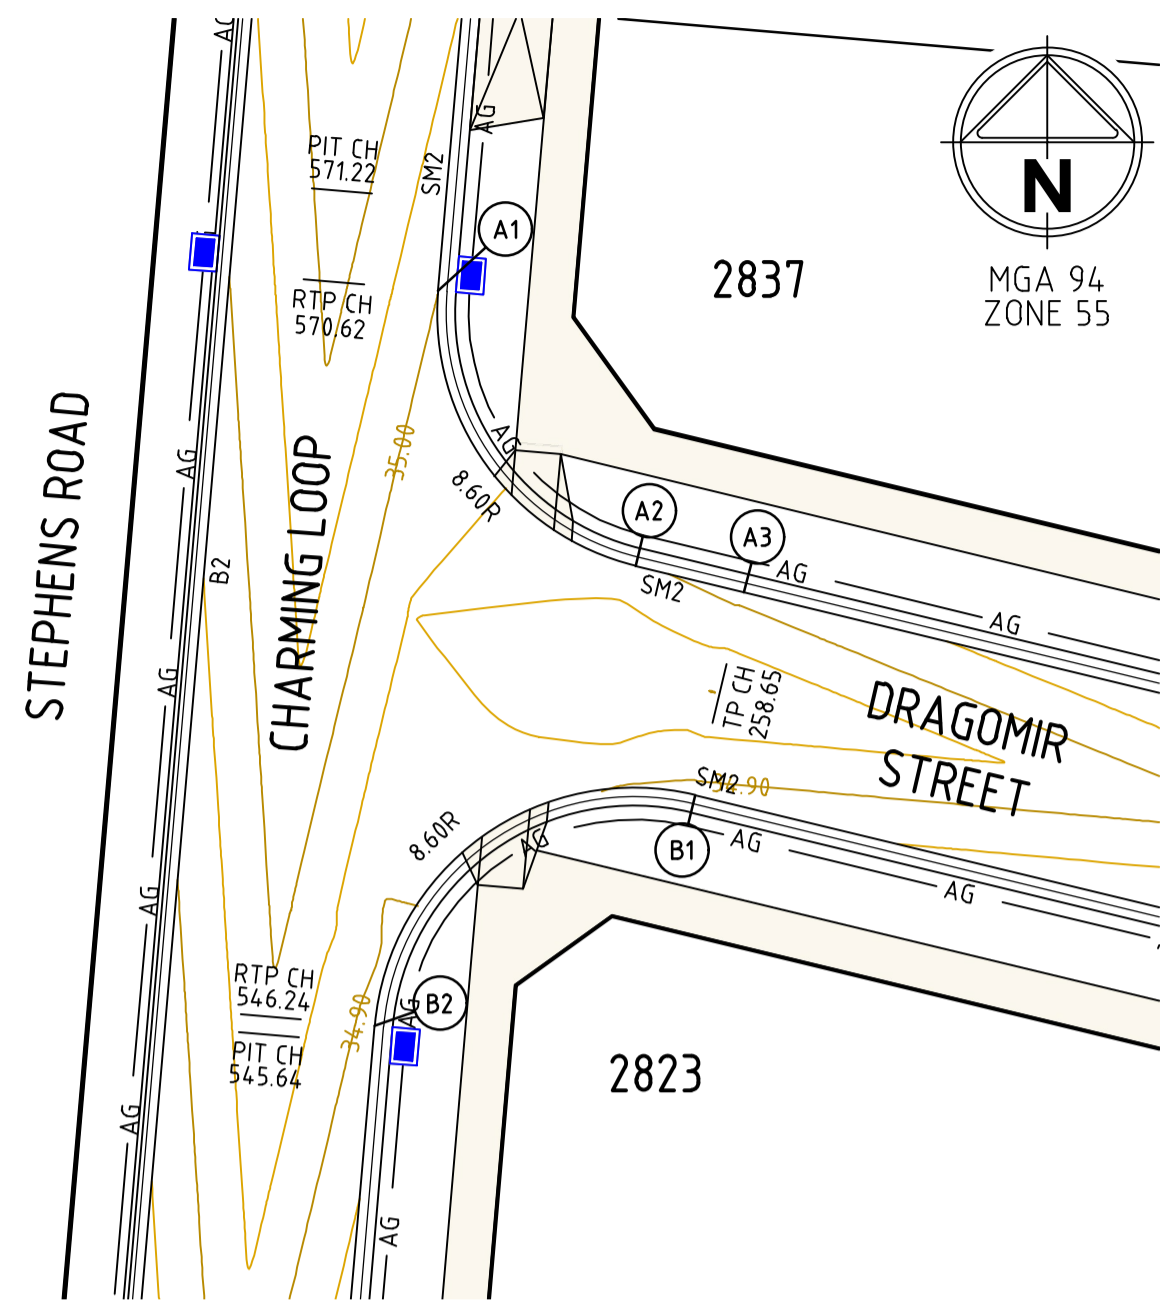 AG
PIT CH
571.22
SM2
AG
A1
N
MGA 94
ZONE 55
2837
RTP CH
570.62
STEPHENS ROAD
CHARMING LOOP
35.00
AG
AG
8.60R
A2
A3
AG
SM2
AG
B2
AG
TP CH
258.65
DRAGOMIR
STREET
SM2
8.60R
AG
B1
AG
AG
AG
RTP CH
546.24
34.90
AG
B2
PIT CH
545.64
2823
AG
AG